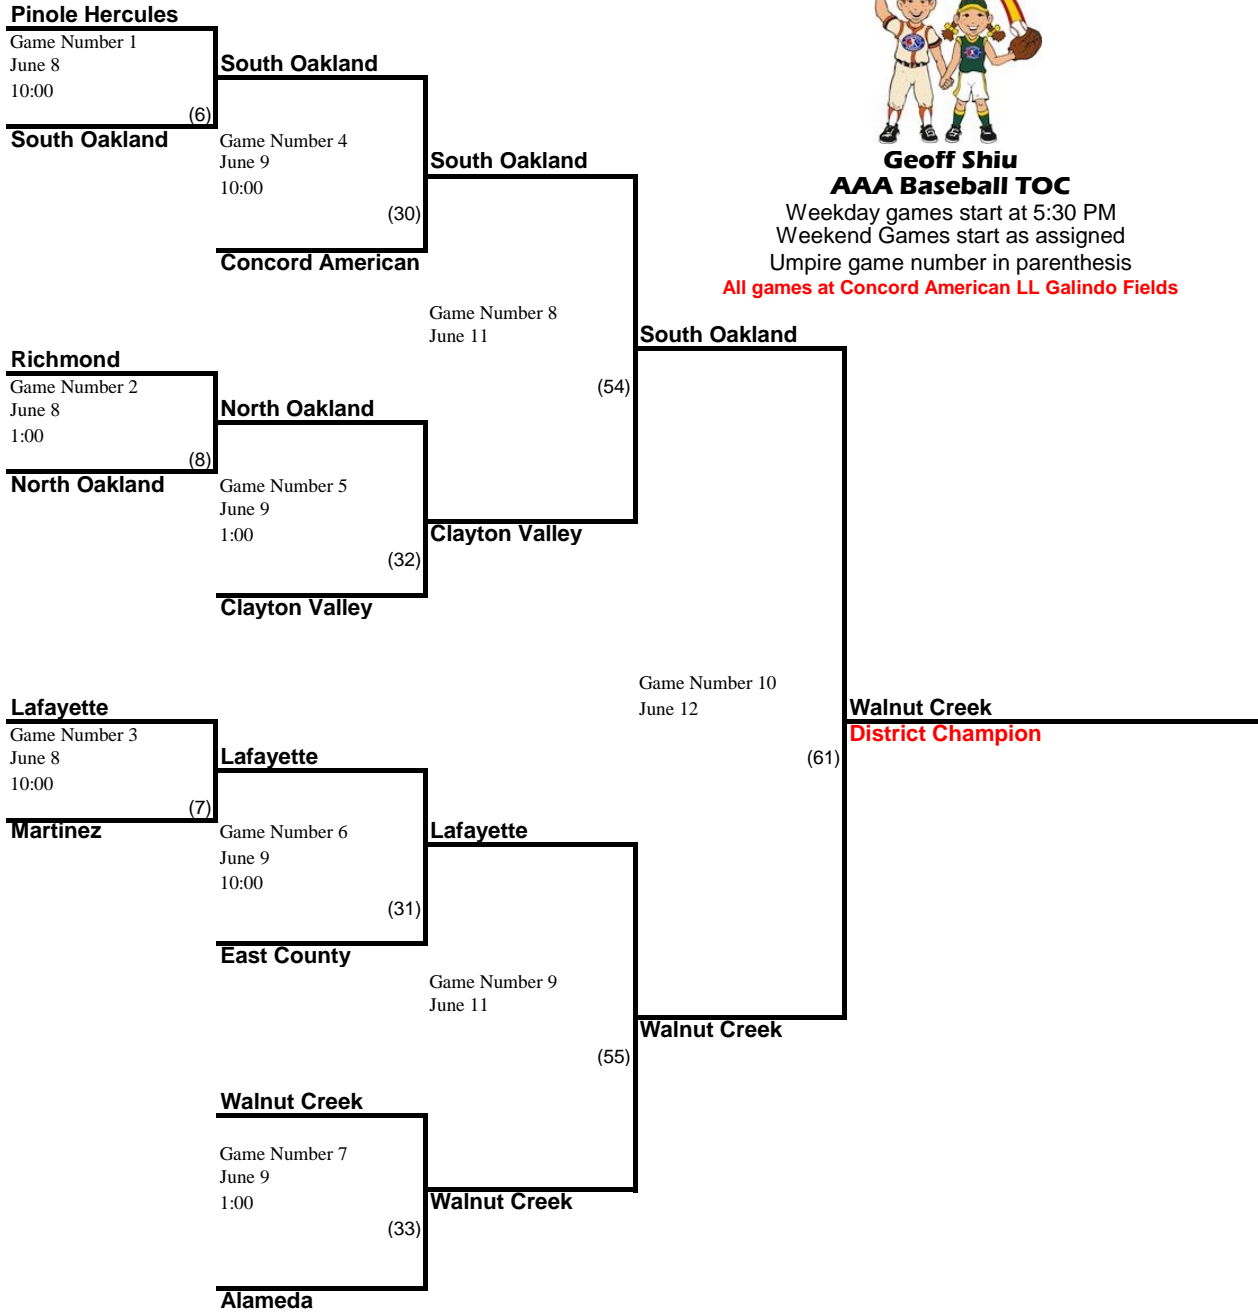 Pinole Hercules
Game Number 1
June 8
10:00
(6)
South Oakland
South Oakland
Game Number 4
June 9
10:00
(30)
Concord American
South Oakland
Game Number 8
June 11
(54)
South Oakland
Geoff Shiu
AAA Baseball TOC
Weekday games start at 5:30 PM
Weekend Games start as assigned
Umpire game number in parenthesis
All games at Concord American LL Galindo Fields
Richmond
Game Number 2
June 8
1:00
(8)
North Oakland
North Oakland
Game Number 5
June 9
1:00
(32)
Clayton Valley
Clayton Valley
Game Number 10
June 12
(61)
Walnut Creek
District Champion
Lafayette
Game Number 3
June 8
10:00
(7)
Martinez
Lafayette
Game Number 6
June 9
10:00
(31)
East County
Lafayette
Game Number 9
June 11
(55)
Walnut Creek
Walnut Creek
Game Number 7
June 9
1:00
(33)
Alameda
Walnut Creek